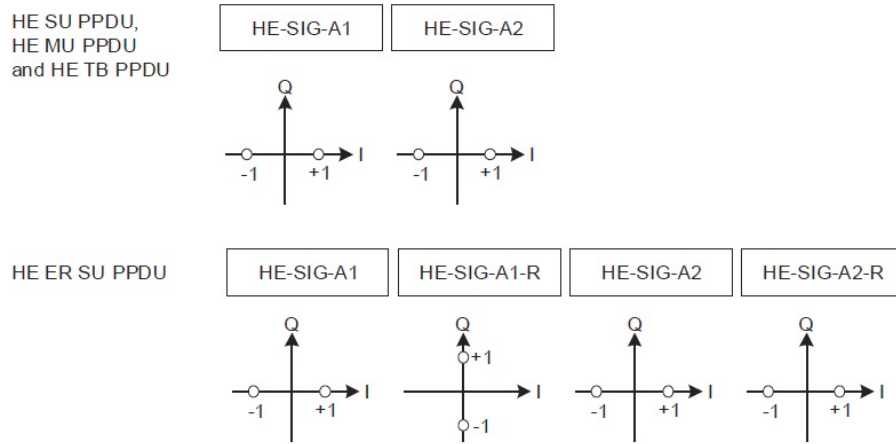 HE SU PPDU,
HE MU PPDU
and HE TB PPDU
HE-SIG-A1
HE-SIG-A2
Q
I
-1
+1
Q
I
-1
+1
HE ER SU PPDU
HE-SIG-A1
HE-SIG-A1-R
HE-SIG-A2
HE-SIG-A2-R
Q
I
-1
+1
Q
+1
I
-1
Q
I
-1
+1
Q
I
-1
+1